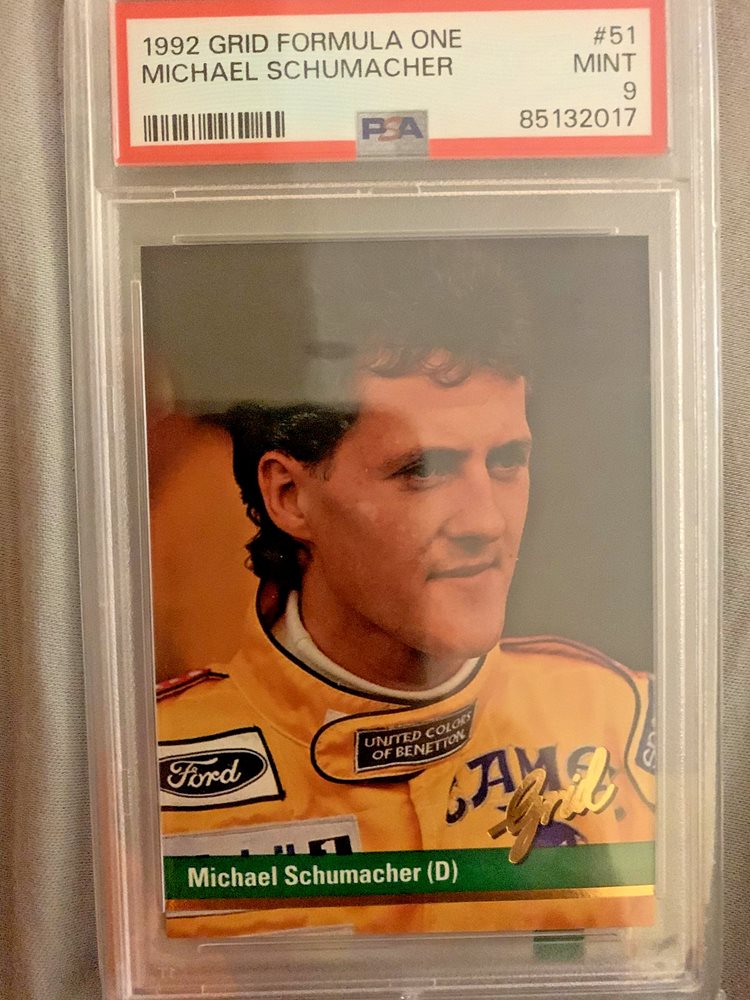 1992 GRID FORMULA ONE
#51
MICHAEL SCHUMACHER
MINT
9
PSA
85132017
UNITED COLORS
OF BENETTON.
Ford
CAMEL
Grid
Michael Schumacher (D)